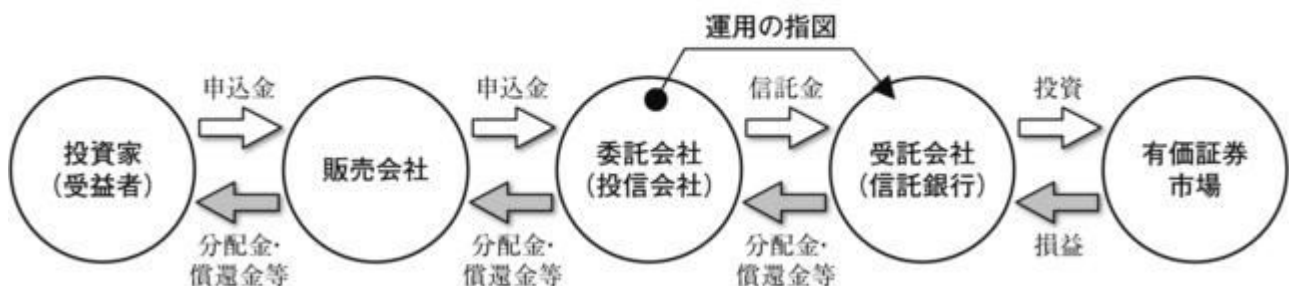 運用の指図
申込金
申込金
信託金
投資
投資家
（受益者）
販売会社
委託会社
（投信会社）
受託会社
（信託銀行）
有価証券
市場
分配金・
償還金等
分配金・
償還金等
分配金・
償還金等
損益